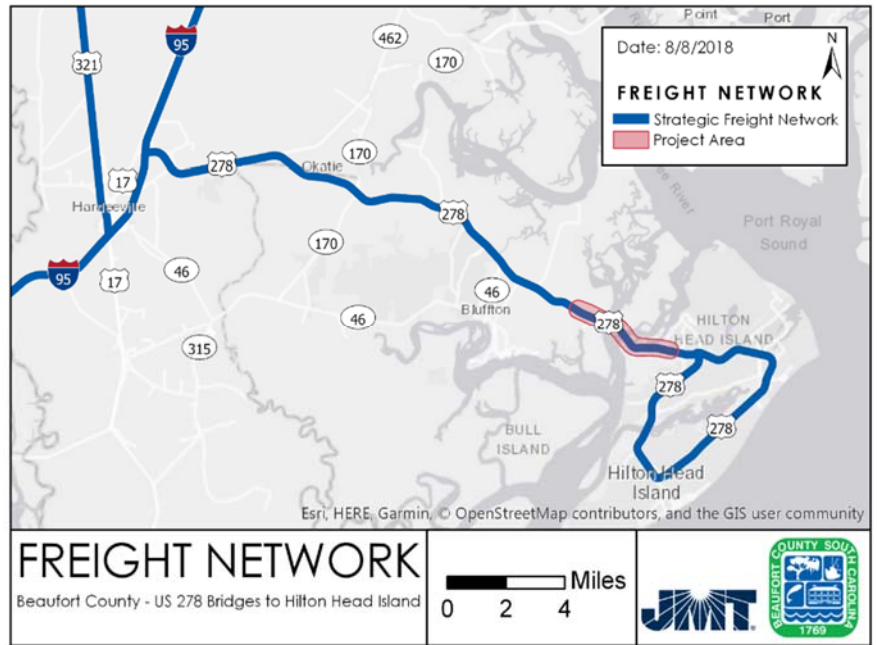 Point
Port
95
462
321
170
Date: 8/8/2018
N
FREIGHT NETWORK
Strategic Freight Network
Project Area
170
278
Okatie
17
Hardeeville
278
River
Port Royal
Sound
170
46
95
17
46
Bluffton
46
278
HILTON
HEAD ISLAND
315
278
278
BULL
ISLAND
Hilton Head
Island
Esri, HERE, Garmin, © OpenStreetMap contributors, and the GIS user community
FREIGHT NETWORK
Beaufort County - US 278 Bridges to Hilton Head Island
Miles
0 2 4
JMT
BEAUFORT COUNTY SOUTH CAROLINA
1769